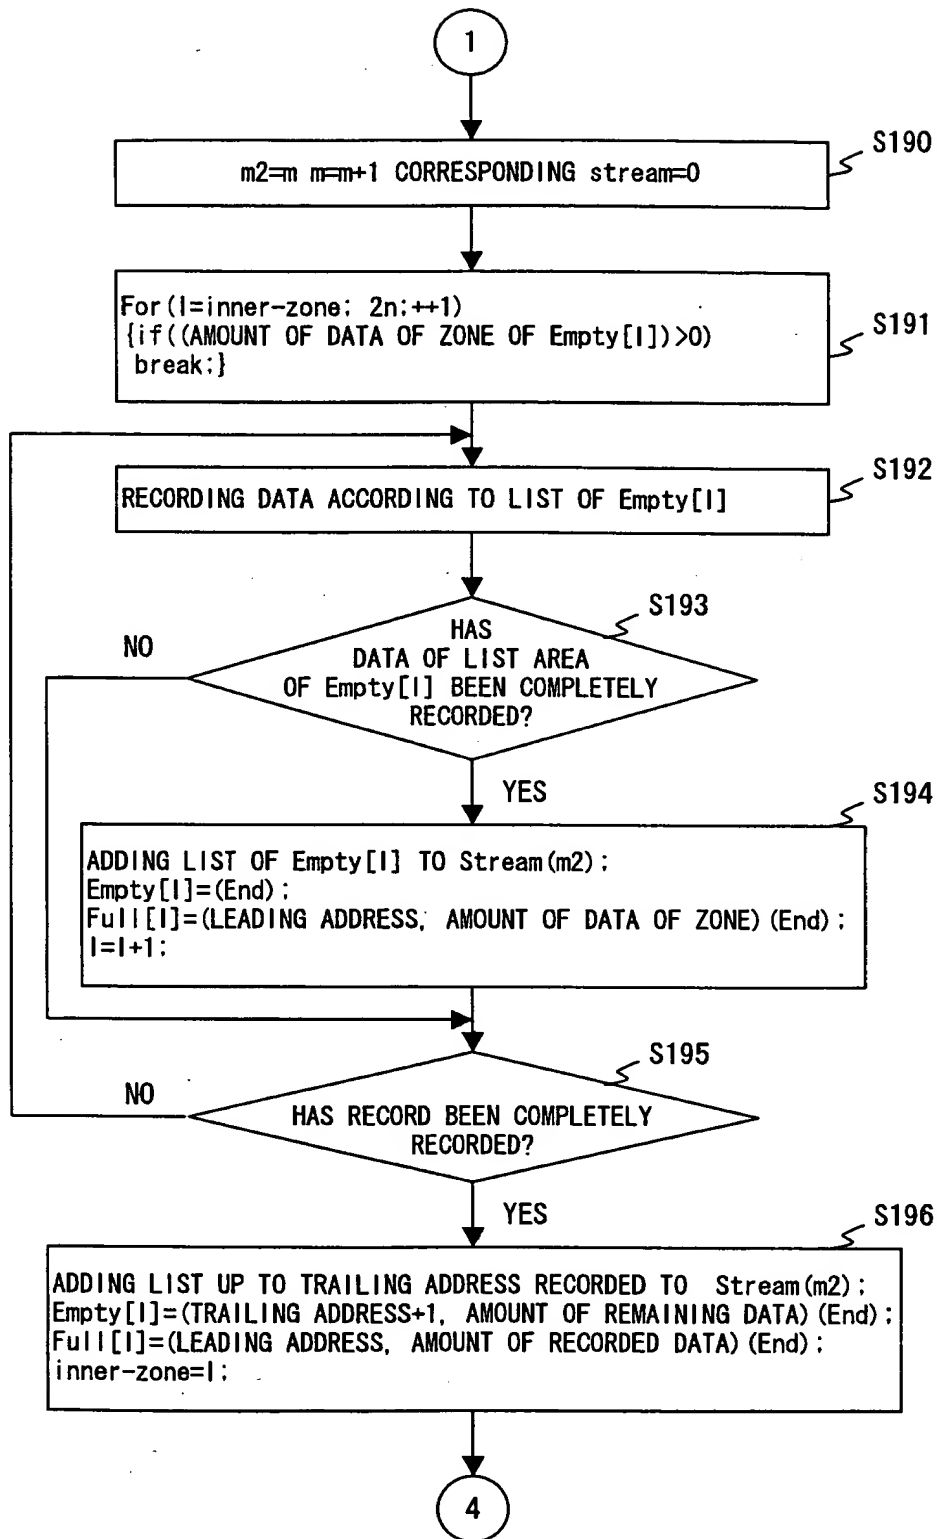 1
S190
m2=m m=m+1 CORRESPONDING stream=0
S191
For(I=inner-zone; 2n;++1)
{if((AMOUNT OF DATA OF ZONE OF Empty[I])>0)
break;}
S192
RECORDING DATA ACCORDING TO LIST OF Empty[I]
S193
NO
HAS
DATA OF LIST AREA
OF Empty[I] BEEN COMPLETELY
RECORDED?
YES
S194
ADDING LIST OF Empty[I] TO Stream(m2);
Empty[I]=(End);
Full[I]=(LEADING ADDRESS, AMOUNT OF DATA OF ZONE)(End);
I=I+1;
S195
NO
HAS RECORD BEEN COMPLETELY
RECORDED?
YES
S196
ADDING LIST UP TO TRAILING ADDRESS RECORDED TO Stream(m2);
Empty[I]=(TRAILING ADDRESS+1, AMOUNT OF REMAINING DATA)(End);
Full[I]=(LEADING ADDRESS, AMOUNT OF RECORDED DATA)(End);
inner-zone=I;
4